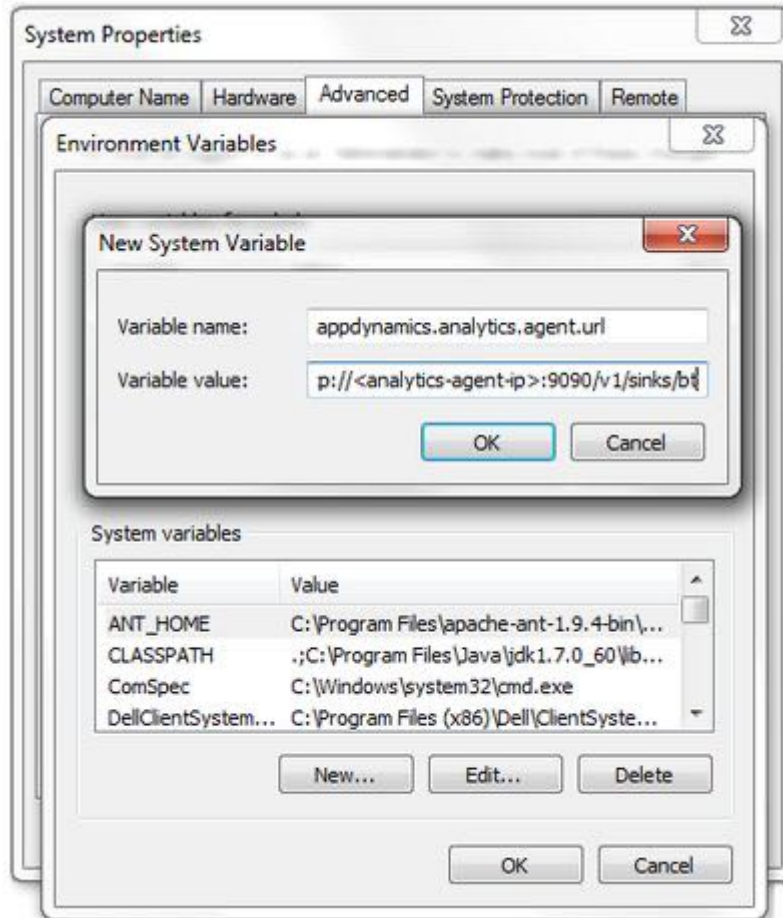 System Properties
Computer Name Hardware Advanced System Protection Remote
Environment Variables
New System Variable
Variable name: appdynamics.analytics.agent.url
Variable value: p://<analytics-agent-ip>:9090/v1/sinks/bt
OK Cancel
System variables
Variable Value
ANT_HOME C:\Program Files\apache-ant-1.9.4-bin\...
CLASSPATH .;C:\Program Files\Java\jdk1.7.0_60\lib...
ComSpec C:\Windows\system32\cmd.exe
DellClientSystem... C:\Program Files (x86)\Dell\ClientSyste...
New... Edit... Delete
OK Cancel